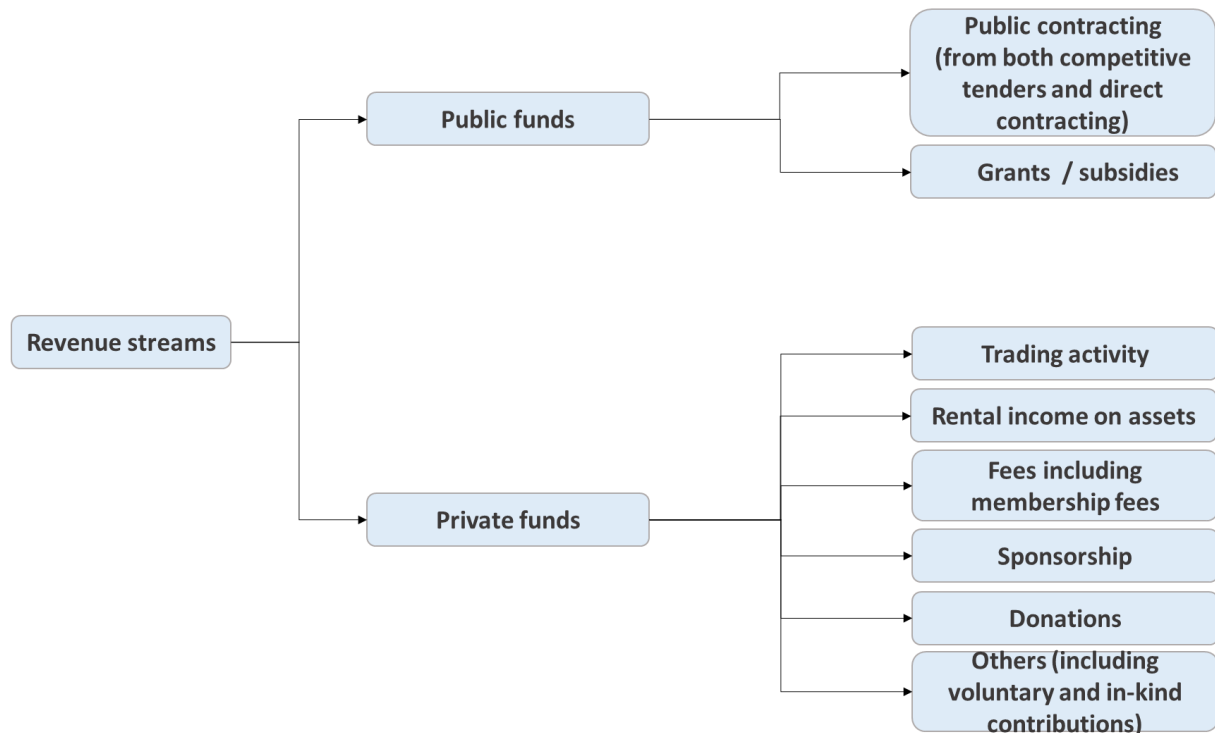 Revenue streams
Public funds
Public contracting
(from both competitive
tenders and direct
contracting)
Grants / subsidies
Private funds
Trading activity
Rental income on assets
Fees including
membership fees
Sponsorship
Donations
Others (including
voluntary and in-kind
contributions)